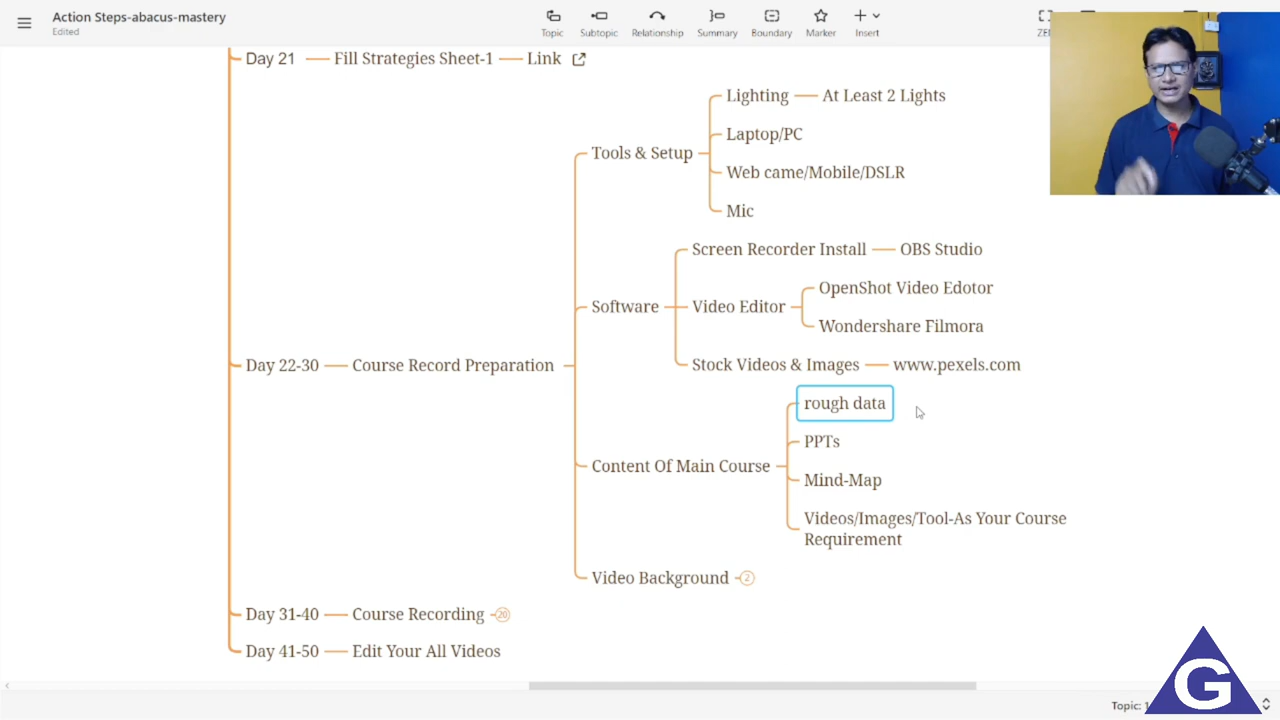 Action Steps-abacus-mastery
Edited
Topic
Subtopic
Relationship
Summary
Boundary
Marker
Insert
Day 21
Fill Strategies Sheet-1
Link
Lighting
At Least 2 Lights
Tools & Setup
Laptop/PC
Web came/Mobile/DSLR
Mic
Screen Recorder Install
OBS Studio
Software
Video Editor
OpenShot Video Edotor
Wondershare Filmora
Stock Videos & Images
www.pexels.com
Day 22-30
Course Record Preparation
rough data
Content Of Main Course
PPTs
Mind-Map
Videos/Images/Tool-As Your Course
Requirement
Video Background
2
Day 31-40
Course Recording
20
Day 41-50
Edit Your All Videos
Topic:
G